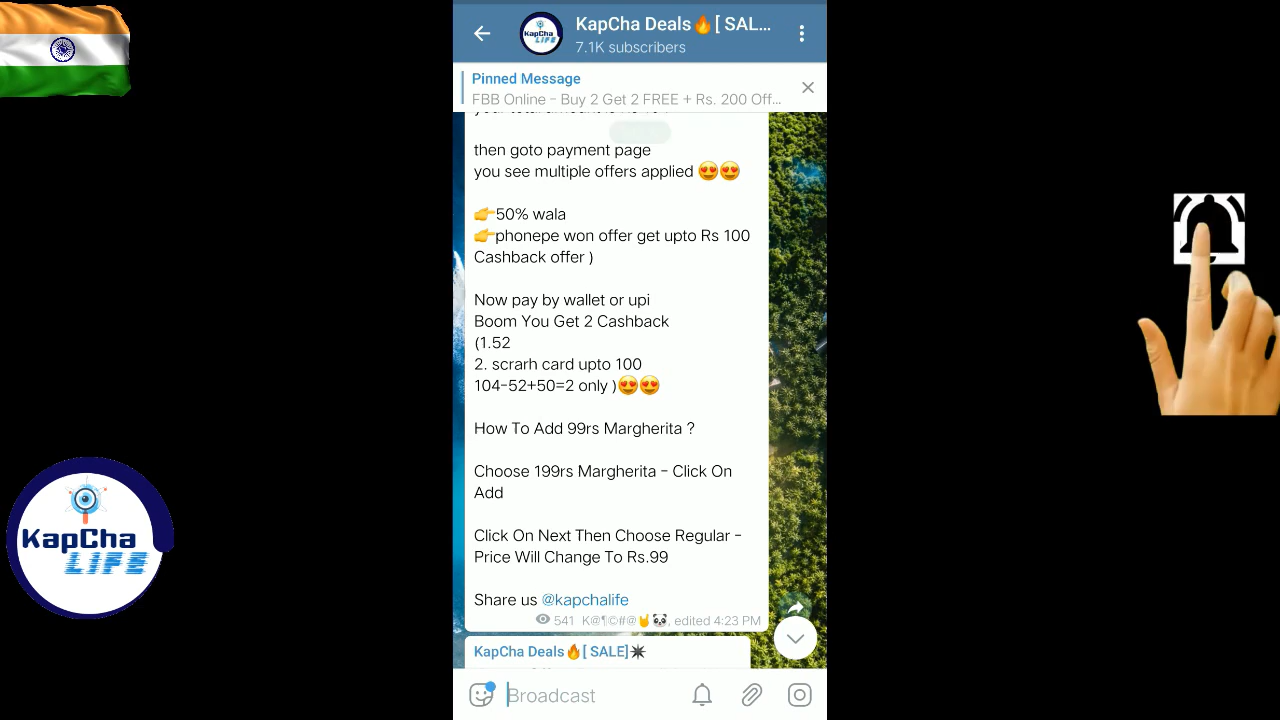 KapCha Deals🔥[ SAL...
7.1K subscribers
Pinned Message
FBB Online - Buy 2 Get 2 FREE + Rs. 200 Off...
then goto payment page
you see multiple offers applied 😍😍
👉50% wala
👉phonepe won offer get upto Rs 100
Cashback offer )
Now pay by wallet or upi
Boom You Get 2 Cashback
(1.52
2. scrarh card upto 100
104-52+50=2 only )😍😍
How To Add 99rs Margherita ?
Choose 199rs Margherita - Click On
Add
Click On Next Then Choose Regular -
Price Will Change To Rs.99
Share us @kapchalife
541 K@¶©#@🤘🐼, edited 4:23 PM
KapCha Deals🔥[ SALE]✴
Broadcast
KapCha
LIFE
KapCha
LIFE